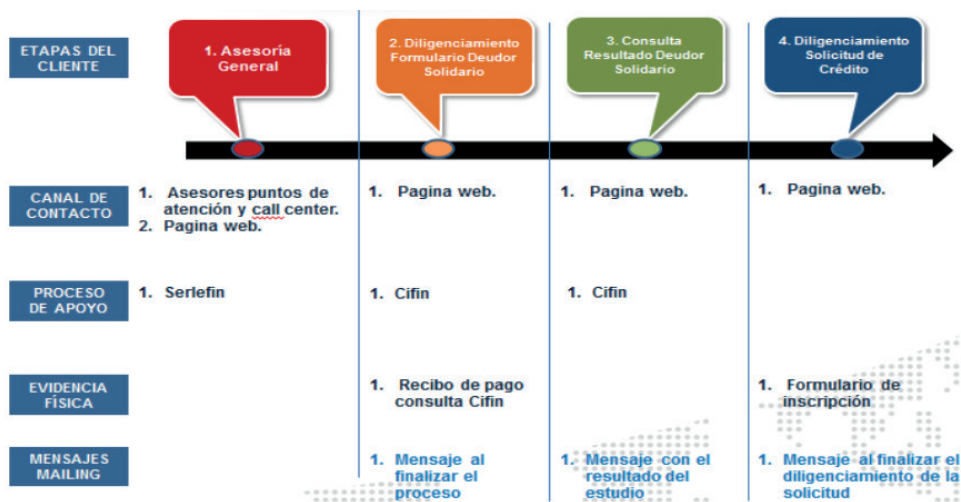 ETAPAS DEL
CLIENTE
1. Asesoría
General
2. Diligenciamiento
Formulario Deudor
Solidario
3. Consulta
Resultado Deudor
Solidario
4. Diligenciamiento
Solicitud de
Crédito
CANAL DE
CONTACTO
1. Asesores puntos de
atención y call center.
2. Pagina web.
1. Pagina web.
1. Pagina web.
1. Pagina web.
PROCESO
DE APOYO
1. Serlefin
1. Cifin
1. Cifin
EVIDENCIA
FÍSICA
1. Recibo de pago
consulta Cifin
1. Formulario de
inscripción
MENSAJES
MAILING
1. Mensaje al
finalizar el
proceso
1. Mensaje con el
resultado del
estudio
1. Mensaje al finalizar el
diligenciamiento de la
solicitud